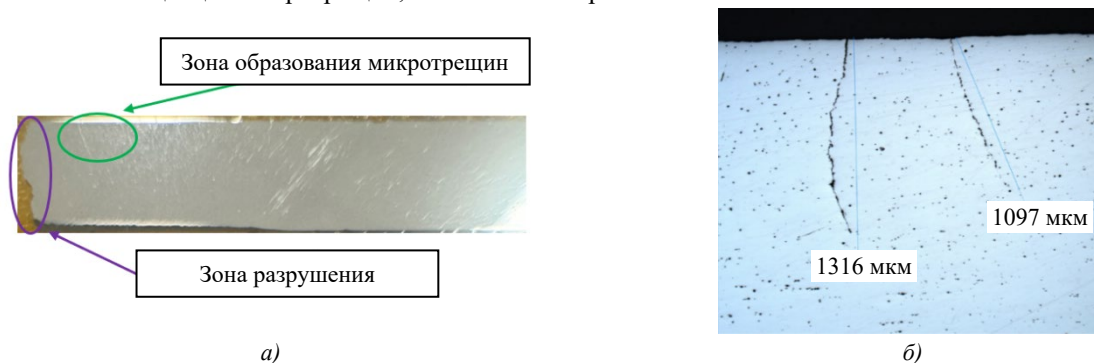 Зона образования микротрещин
Зона разрушения
1097 мкм
1316 мкм
а)
б)